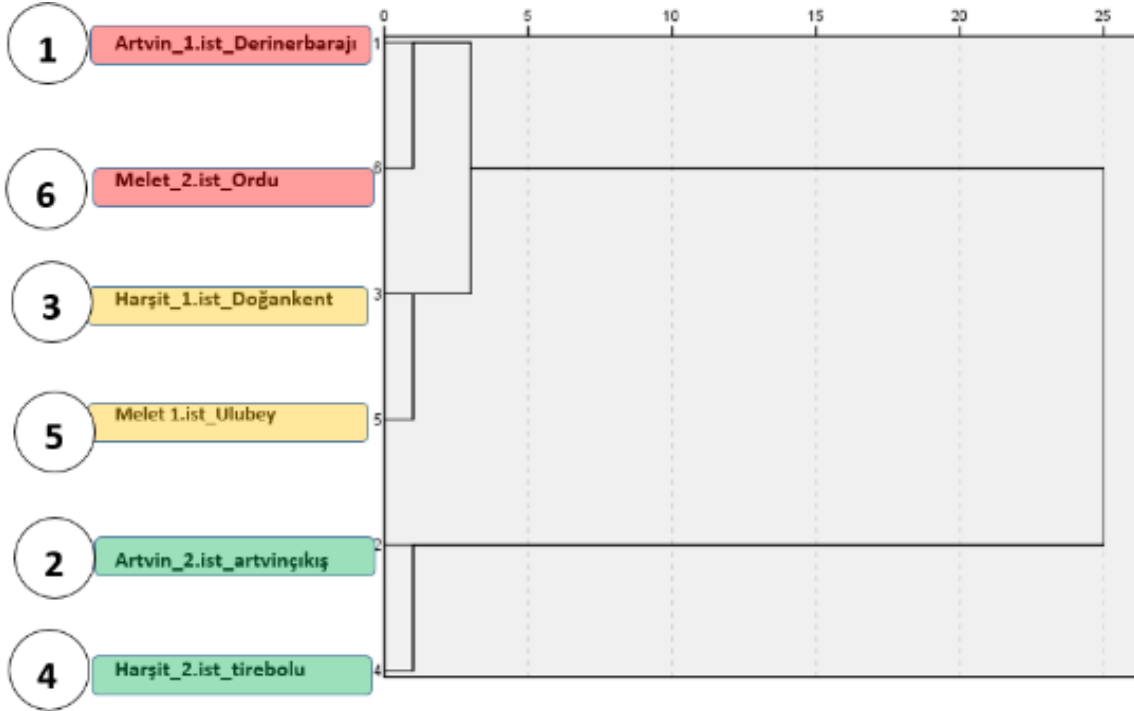 0 5 10 15 20 25
1 Artvin_1.ist_Derinerbarajı 1
6 Melet_2.ist_Ordu 6
3 Harşit_1.ist_Doğankent 3
5 Melet 1.ist_Ulubey 5
2 Artvin_2.ist_artvinçıkış 2
4 Harşit_2.ist_tirebolu 4